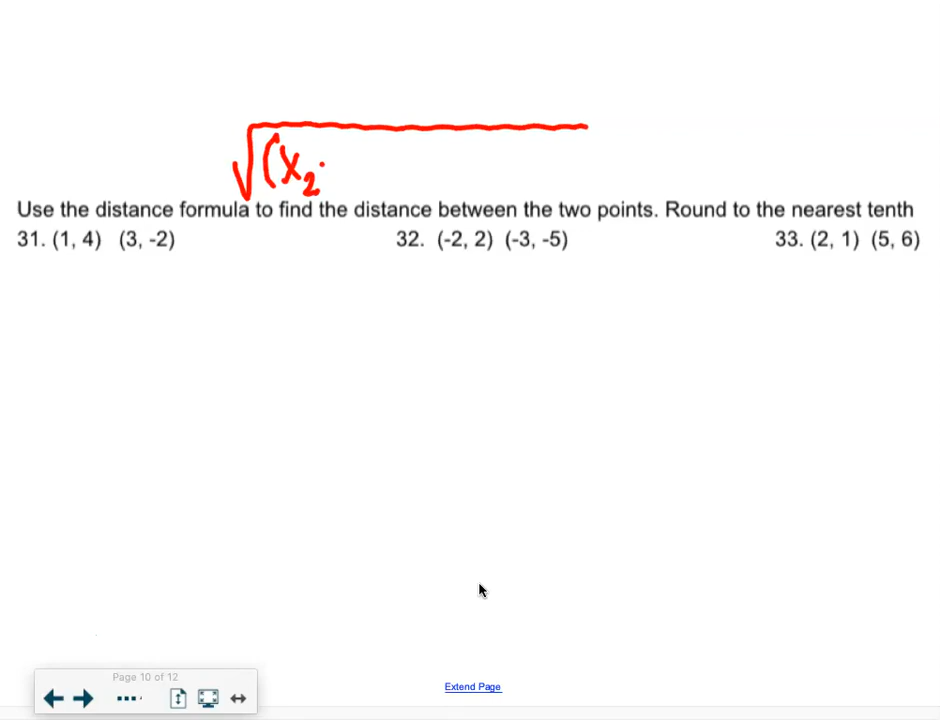 √(x₂
Use the distance formula to find the distance between the two points. Round to the nearest tenth
31. (1, 4) (3, -2) 32. (-2, 2) (-3, -5) 33. (2, 1) (5, 6)
Page 10 of 12
Extend Page